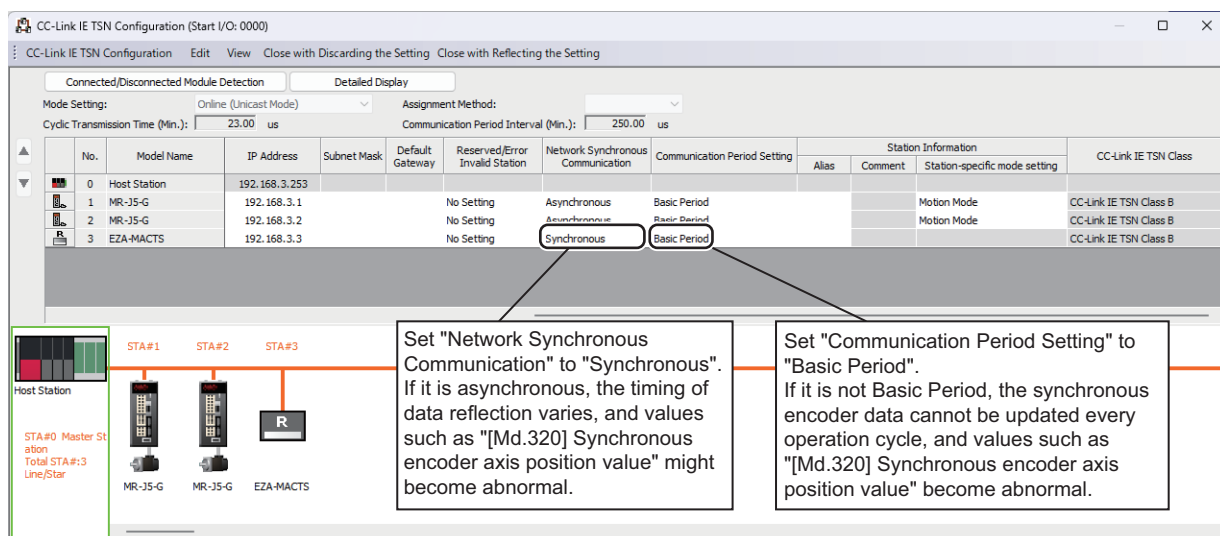 CC-Link IE TSN Configuration (Start I/O: 0000)
CC-Link IE TSN Configuration Edit View Close with Discarding the Setting Close with Reflecting the Setting
Connected/Disconnected Module Detection Detailed Display
Mode Setting: Online (Unicast Mode) Assignment Method:
Cyclic Transmission Time (Min.): 23.00 us Communication Period Interval (Min.): 250.00 us
No. Model Name IP Address Subnet Mask Default Gateway Reserved/Error Invalid Station Network Synchronous Communication Communication Period Setting Station Information CC-Link IE TSN Class
Alias Comment Station-specific mode setting
0 Host Station 192.168.3.253
1 MR-J5-G 192.168.3.1 No Setting Asynchronous Basic Period Motion Mode CC-Link IE TSN Class B
2 MR-J5-G 192.168.3.2 No Setting Asynchronous Basic Period Motion Mode CC-Link IE TSN Class B
R 3 EZA-MACTS 192.168.3.3 No Setting Synchronous Basic Period CC-Link IE TSN Class B
Set "Network Synchronous
Communication" to "Synchronous".
If it is asynchronous, the timing of
data reflection varies, and values
such as "[Md.320] Synchronous
encoder axis position value" might
become abnormal.
Set "Communication Period Setting" to
"Basic Period".
If it is not Basic Period, the synchronous
encoder data cannot be updated every
operation cycle, and values such as
"[Md.320] Synchronous encoder axis
position value" become abnormal.
STA#1 STA#2 STA#3
Host Station
R
STA#0 Master St
ation
Total STA#:3
Line/Star
MR-J5-G MR-J5-G EZA-MACTS